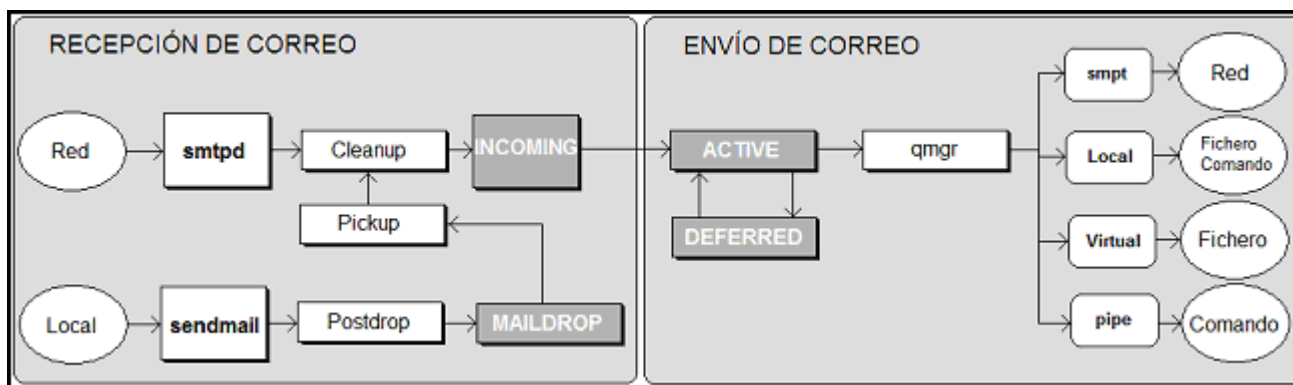 RECEPCIÓN DE CORREO
Red
smtpd
Cleanup
INCOMING
Pickup
Local
sendmail
Postdrop
MAILDROP
ENVÍO DE CORREO
ACTIVE
qmgr
DEFERRED
smpt
Red
Local
Fichero
Comando
Virtual
Fichero
pipe
Comando